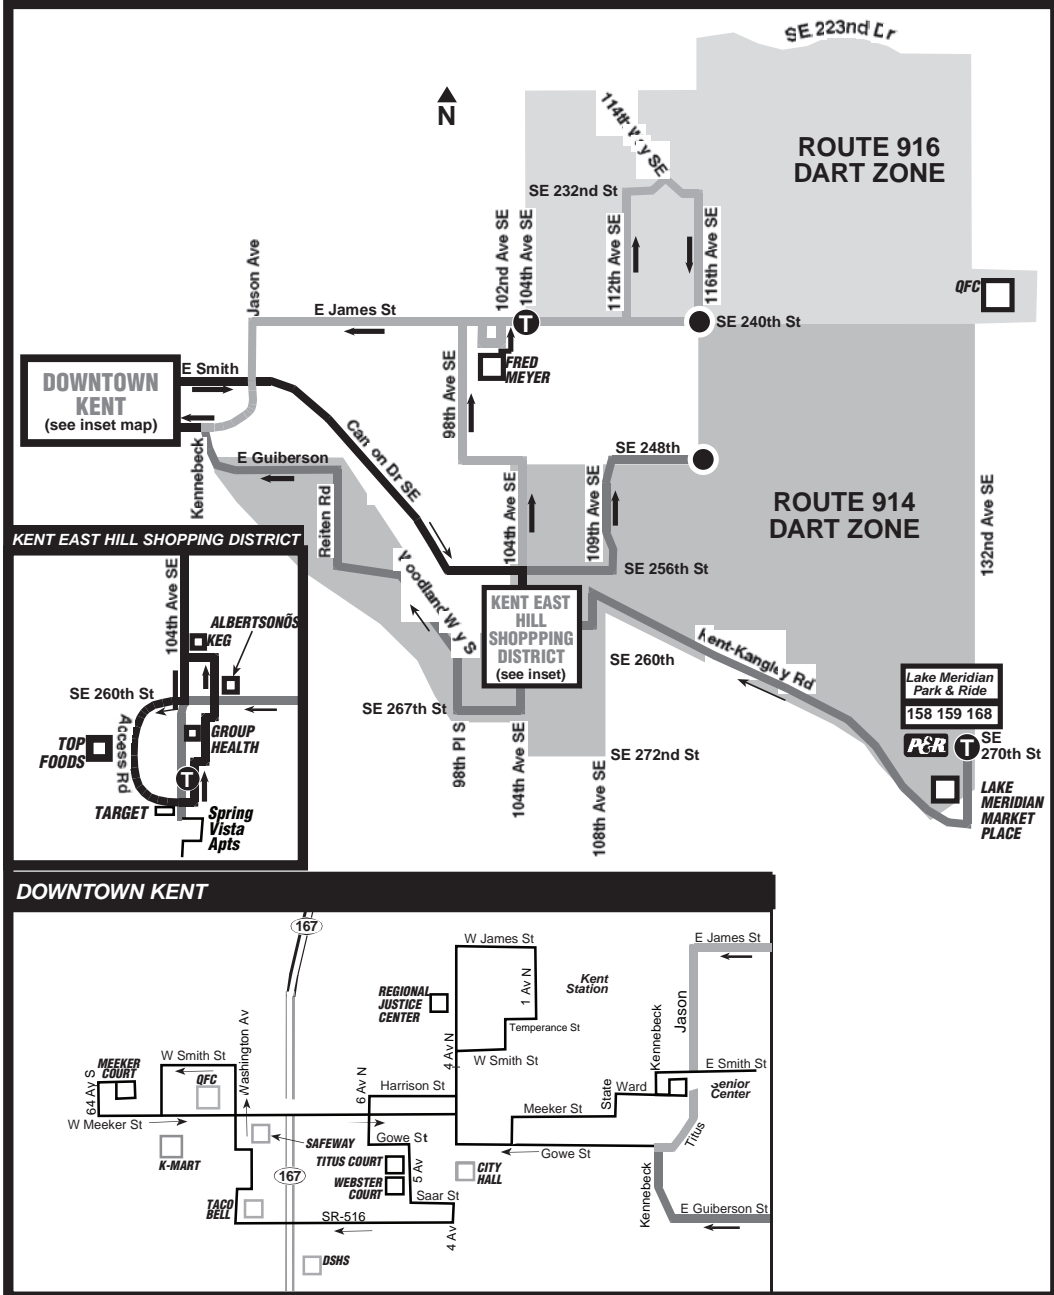 SE 223nd Dr
N
114th Wy SE
ROUTE 916
DART ZONE
SE 232nd St
102nd Ave SE
104th Ave SE
112th Ave SE
116th Ave SE
Jason Ave
QFC
E James St
T
SE 240th St
E Smith
FRED
MEYER
DOWNTOWN
KENT
(see inset map)
98th Ave SE
Canyon Dr SE
SE 248th
Kennebeck
E Guiberson
Reiten Rd
104th Ave SE
109th Ave SE
ROUTE 914
DART ZONE
132nd Ave SE
SE 256th St
Woodland Wy S
KENT EAST
HILL
SHOPPPING
DISTRICT
(see inset)
SE 260th
Kent-Kangley Rd
Lake Meridian
Park & Ride
158 159 168
SE 267th St
98th Pl S
104th Ave SE
108th Ave SE
SE 272nd St
P&R
T
SE
270th St
LAKE
MERIDIAN
MARKET
PLACE
KENT EAST HILL SHOPPING DISTRICT
104th Ave SE
ALBERTSONÕS
KEG
SE 260th St
Access Rd
GROUP
HEALTH
TOP
FOODS
T
TARGET
Spring
Vista
Apts
DOWNTOWN KENT
167
W James St
E James St
Kent
Station
1 Av N
REGIONAL
JUSTICE
CENTER
Temperance St
Kennebeck
Jason
Washington Av
4 Av N
W Smith St
W Smith St
E Smith St
MEEKER
COURT
QFC
64 Av S
6 Av N
Harrison St
State
Ward
Senior
Center
Meeker St
W Meeker St
Gowe St
Titus
SAFEWAY
Gowe St
K-MART
TITUS COURT
WEBSTER
COURT
5 Av
CITY
HALL
167
Kennebeck
TACO
BELL
Saar St
SR-516
4 Av
E Guiberson St
DSHS